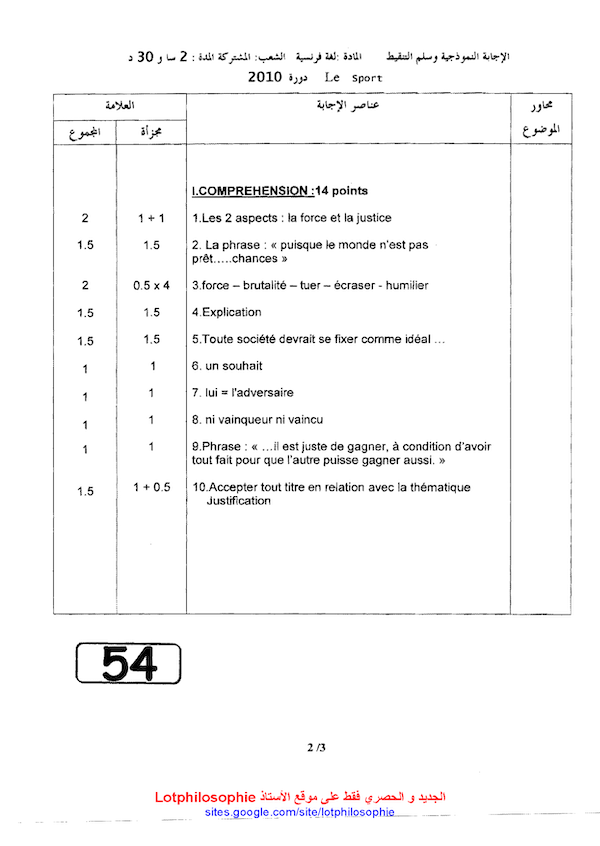 الإجابة النموذجية وسلم التنقيط المادة :لغة فرنسية الشعب: المشتركة المدة : 2 سا و 30 د
دورة 2010 Le Sport
محاور الموضوع
عناصر الإجابة
العلامة
مجزأة
المجموع
I.COMPREHENSION :14 points
1.Les 2 aspects : la force et la justice 1 + 1 2
2. La phrase : « puisque le monde n'est pas 1.5 1.5
prêt…..chances »
3.force – brutalité – tuer – écraser - humilier 0.5 x 4 2
4.Explication 1.5 1.5
5.Toute société devrait se fixer comme idéal … 1.5 1.5
6. un souhait 1 1
7. lui = l'adversaire 1 1
8. ni vainqueur ni vaincu 1 1
9.Phrase : « …il est juste de gagner, à condition d'avoir 1 1
tout fait pour que l'autre puisse gagner aussi. »
10.Accepter tout titre en relation avec la thématique 1 + 0.5 1.5
Justification
54
2 /3
الجديد و الحصري فقط على موقع الأستاذ Lotphilosophie
sites.google.com/site/lotphilosophie